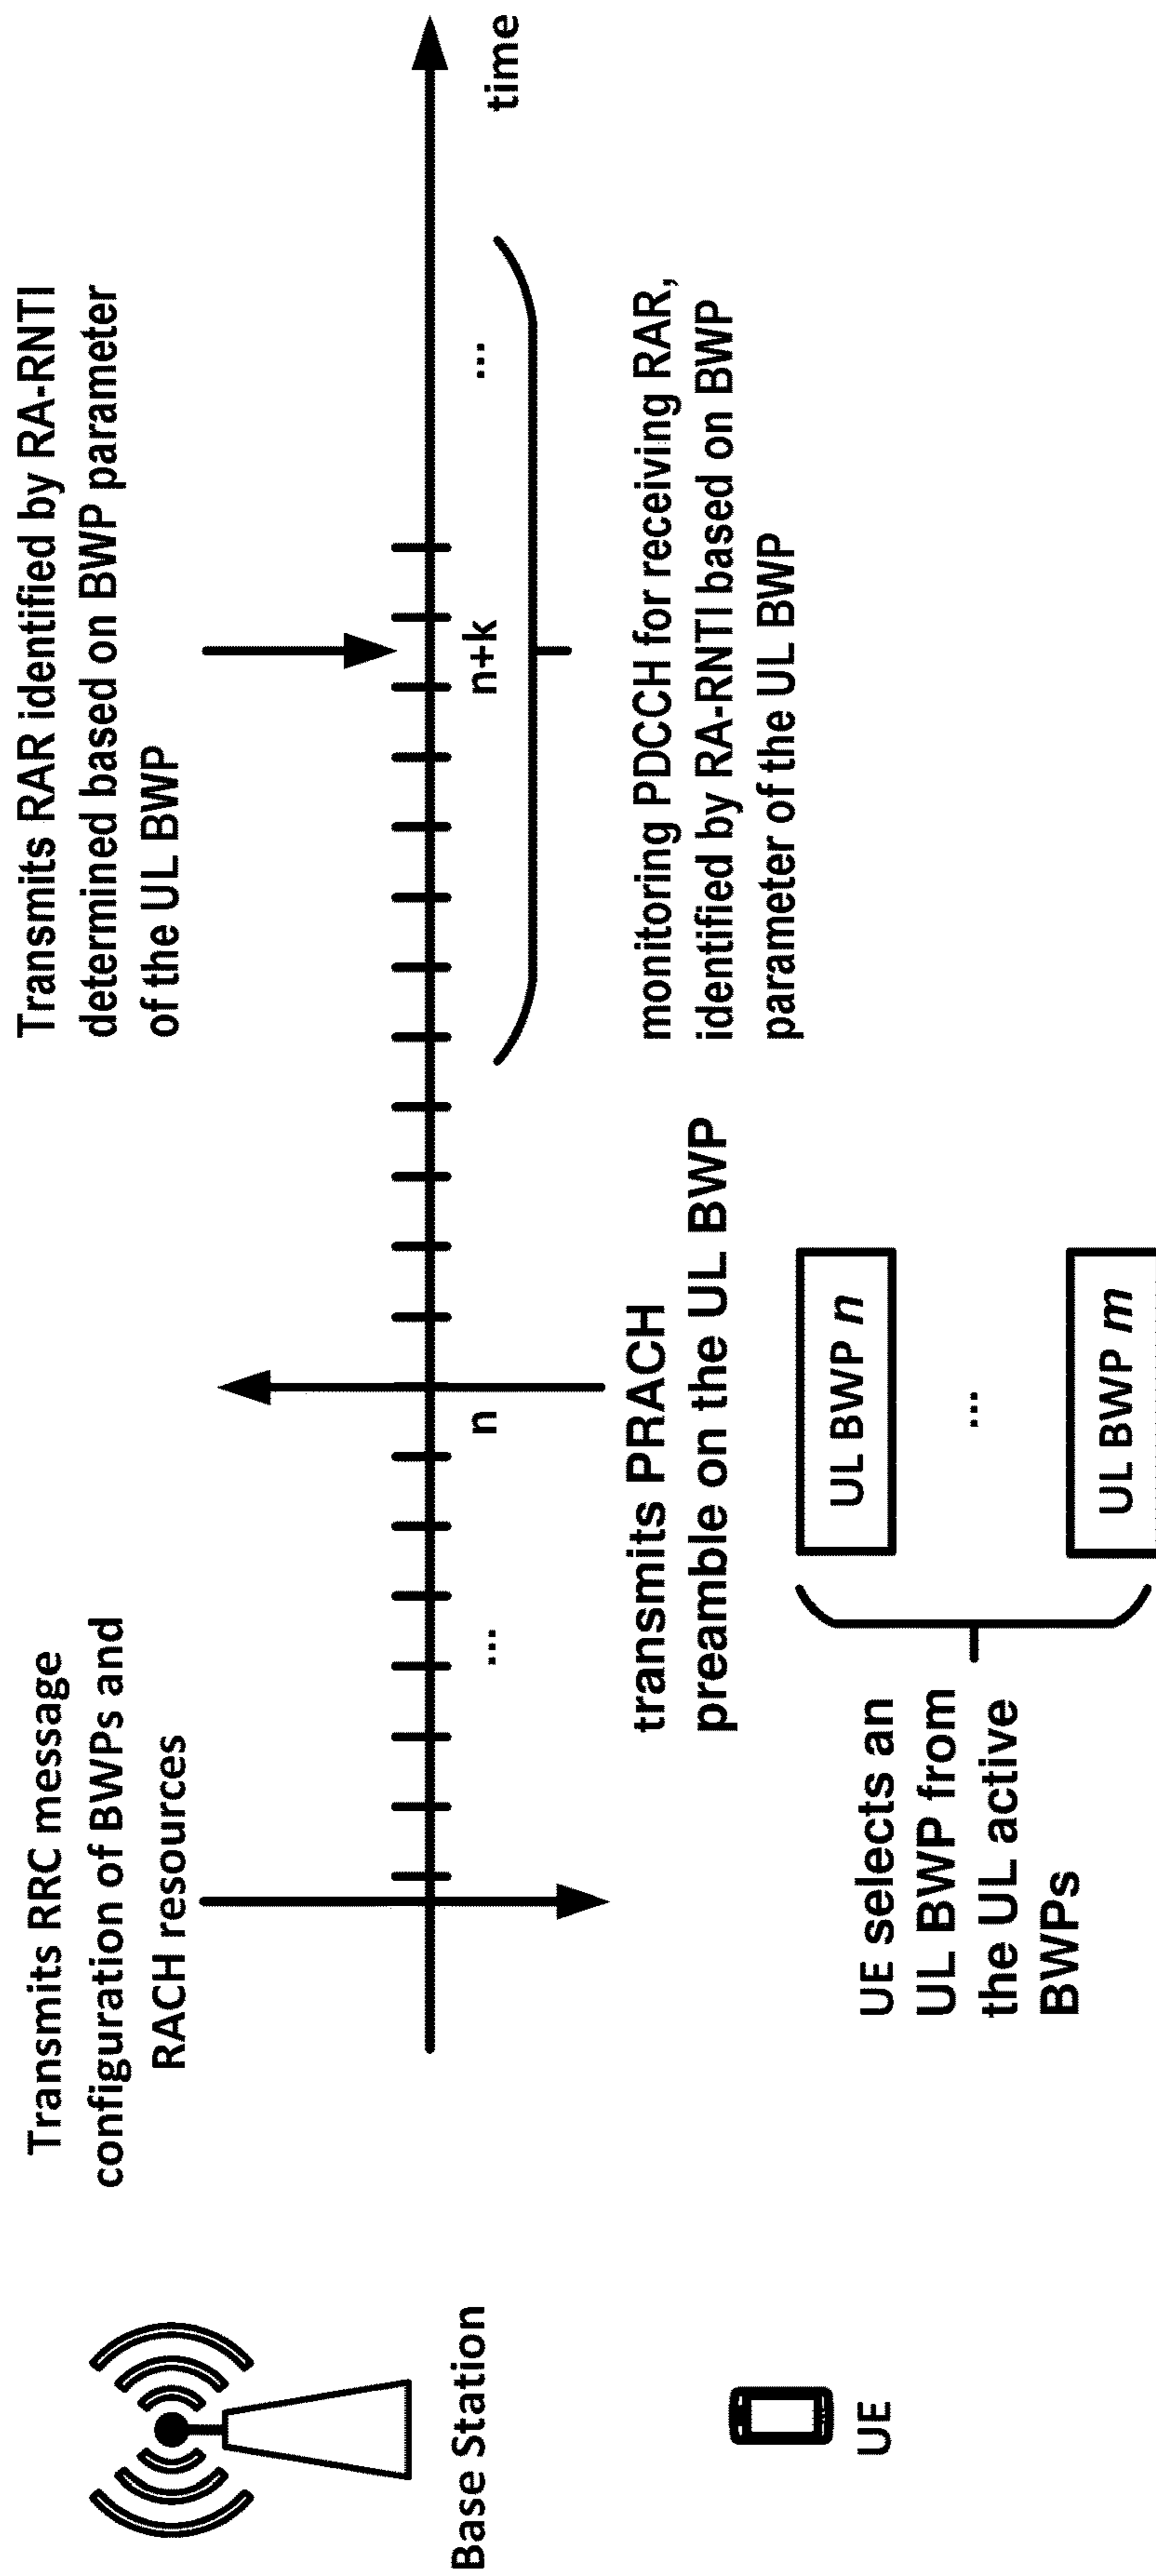 Transmits RRC message
configuration of BWPs and
RACH resources
Transmits RAR identified by RA-RNTI
determined based on BWP parameter
of the UL BWP
...
n
n+k
...
time
Base Station
transmits PRACH
preamble on the UL BWP
monitoring PDCCH for receiving RAR,
identified by RA-RNTI based on BWP
parameter of the UL BWP
UE
UE selects an
UL BWP from
the UL active
BWPs
UL BWP n
...
UL BWP m